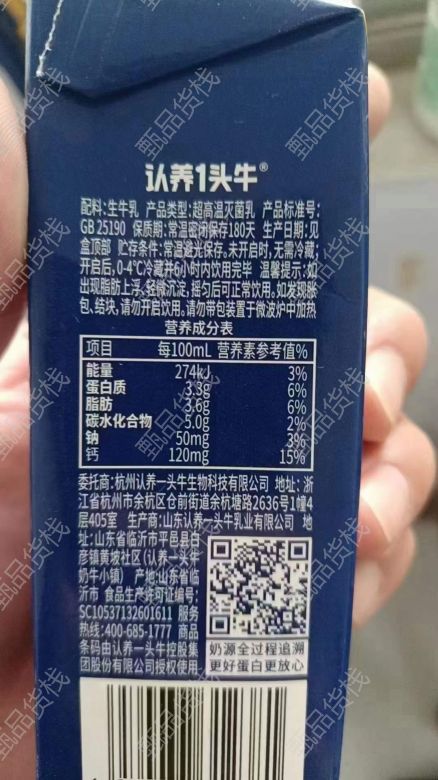 认养1头牛®
配料:生牛乳 产品类型:超高温灭菌乳 产品标准号:
GB 25190 保质期:常温密闭保存180天 生产日期:见
盒顶部 贮存条件:常温避光保存。未开启时,无需冷藏;
开启后,0-4℃冷藏并6小时内饮用完毕 温馨提示:如
出现脂肪上浮、轻微沉淀,摇匀后可正常饮用。如发现胀
包、结块,请勿开启饮用。请勿带包装置于微波炉中加热
营养成分表
项目 每100mL 营养素参考值%
能量 274kJ 3%
蛋白质 3.3g 6%
脂肪 3.6g 6%
碳水化合物 5.0g 2%
钠 50mg 3%
钙 120mg 15%
委托商:杭州认养一头牛生物科技有限公司 地址:浙
江省杭州市余杭区仓前街道余杭塘路2636号1幢4
层405室 生产商:山东认养一头牛乳业有限公司 地
址:山东省临沂市平邑县白
彦镇黄坡社区(认养一头牛
奶牛小镇) 产地:山东省临
沂市 食品生产许可证编号:
SC10537132601611 服务
热线:400-685-1777 商品
条码由认养一头牛控股集
团股份有限公司授权使用
奶源全过程追溯
更好蛋白更放心
甄品货栈